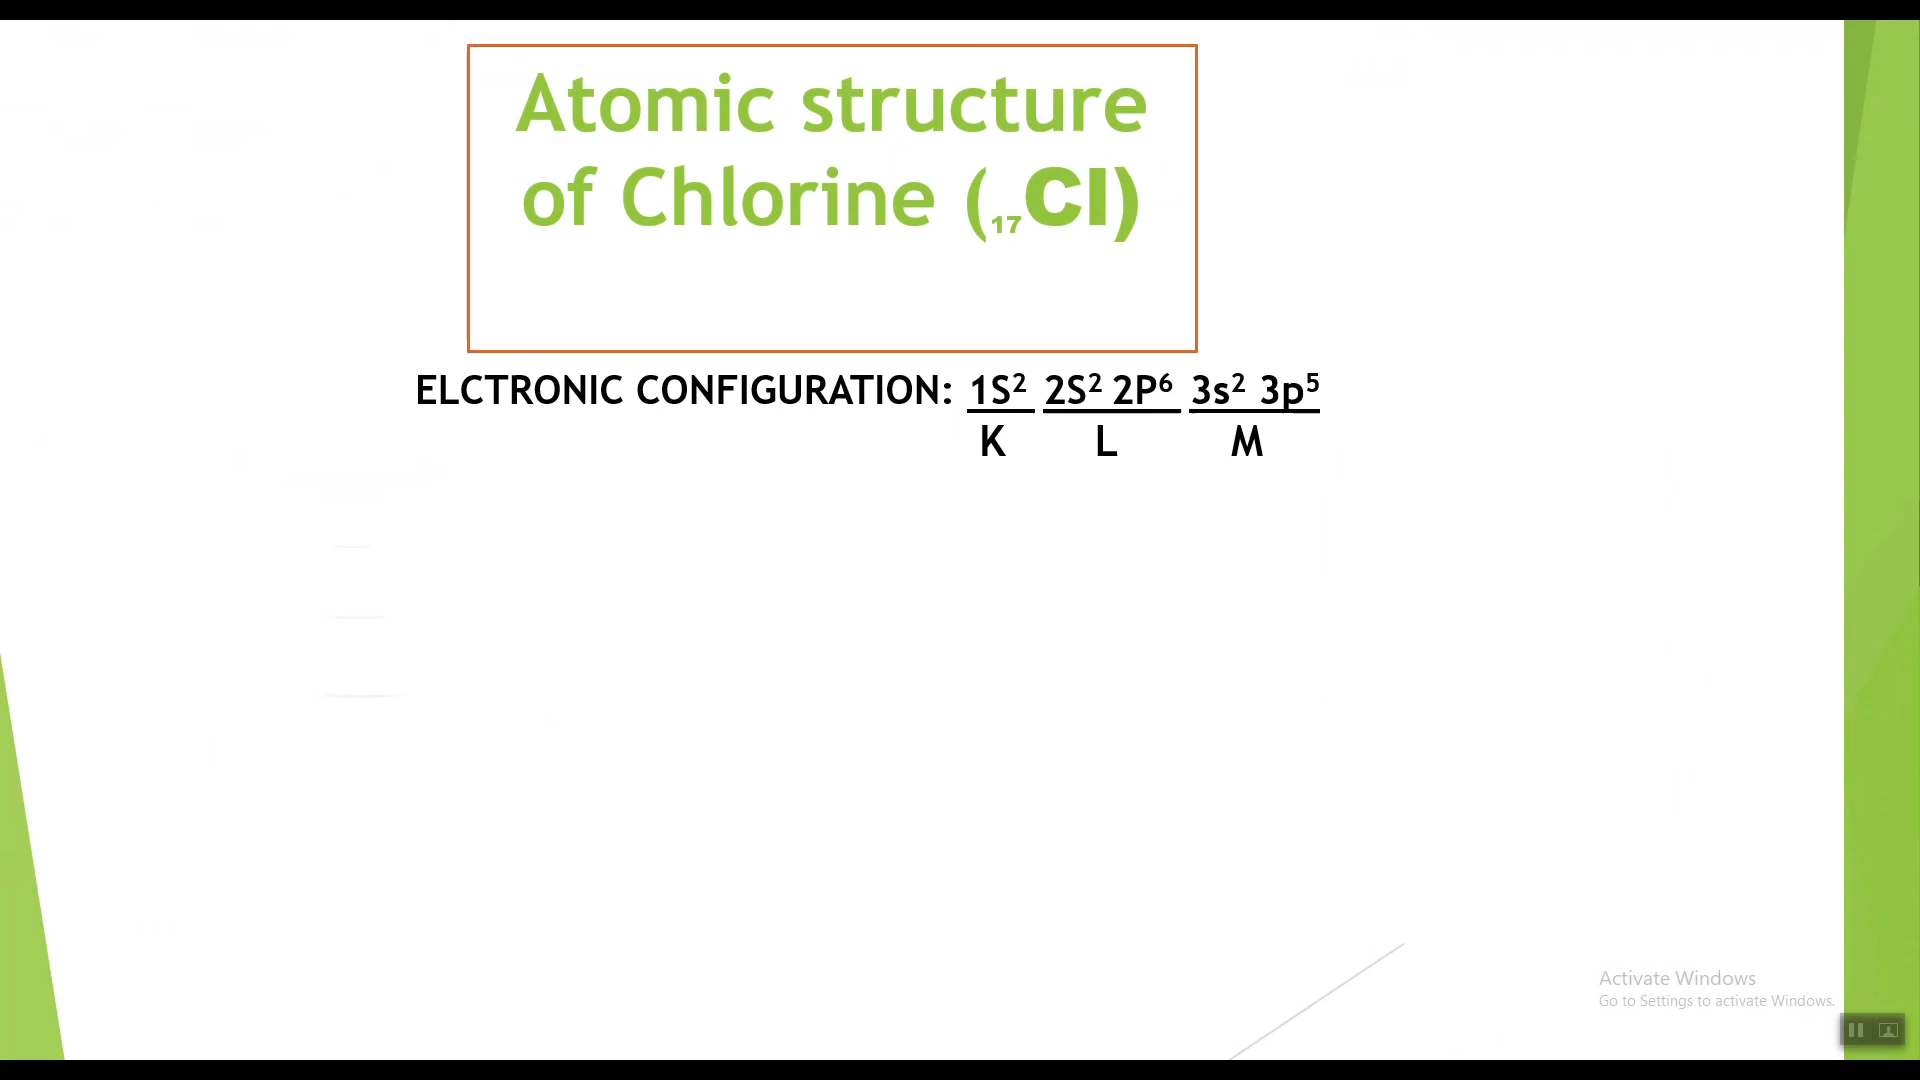 Atomic structure
of Chlorine (₁₇Cl)
ELCTRONIC CONFIGURATION: 1S² 2S² 2P⁶ 3s² 3p⁵
K L M
Activate Windows
Go to Settings to activate Windows.